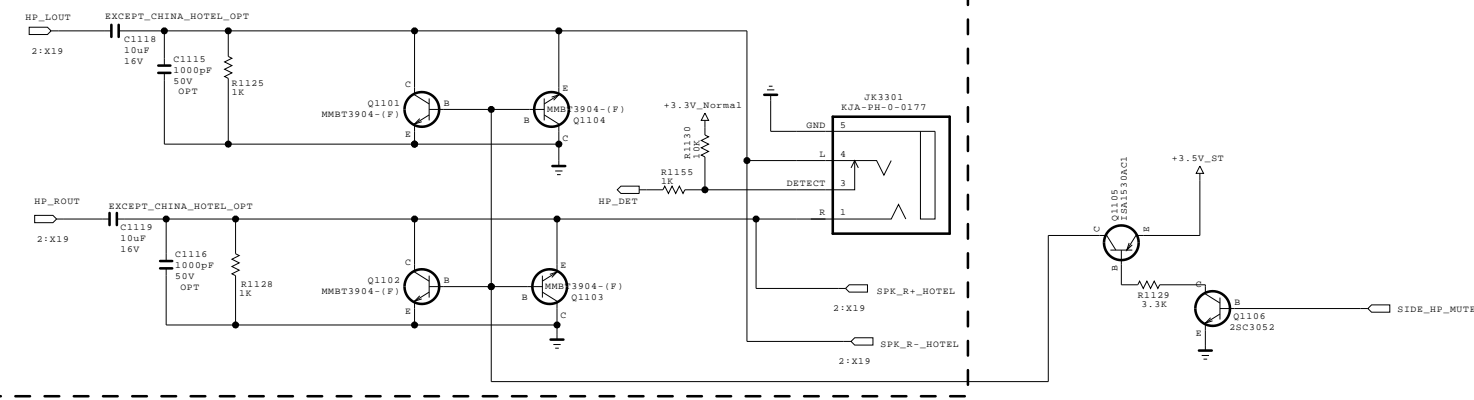 HP_LOUT
EXCEPT_CHINA_HOTEL_OPT
2:X19
C1118
10uF
16V
C1115
1000pF
50V
OPT
R1125
1K
Q1101
MMBT3904-(F)
C
B
E
E
MMBT3904-(F)
B
Q1104
C
+3.3V_Normal
R1130
10K
R1155
1K
HP_DET
JK3301
KJA-PH-0-0177
GND 5
L 4
DETECT 3
R 1
HP_ROUT
EXCEPT_CHINA_HOTEL_OPT
2:X19
C1119
10uF
16V
C1116
1000pF
50V
OPT
R1128
1K
Q1102
MMBT3904-(F)
C
B
E
E
MMBT3904-(F)
B
Q1103
C
SPK_R+_HOTEL
2:X19
SPK_R-_HOTEL
2:X19
Q1105
ISA1530AC1
+3.5V_ST
C
E
B
R1129
3.3K
C
B
Q1106
2SC3052
E
SIDE_HP_MUTE